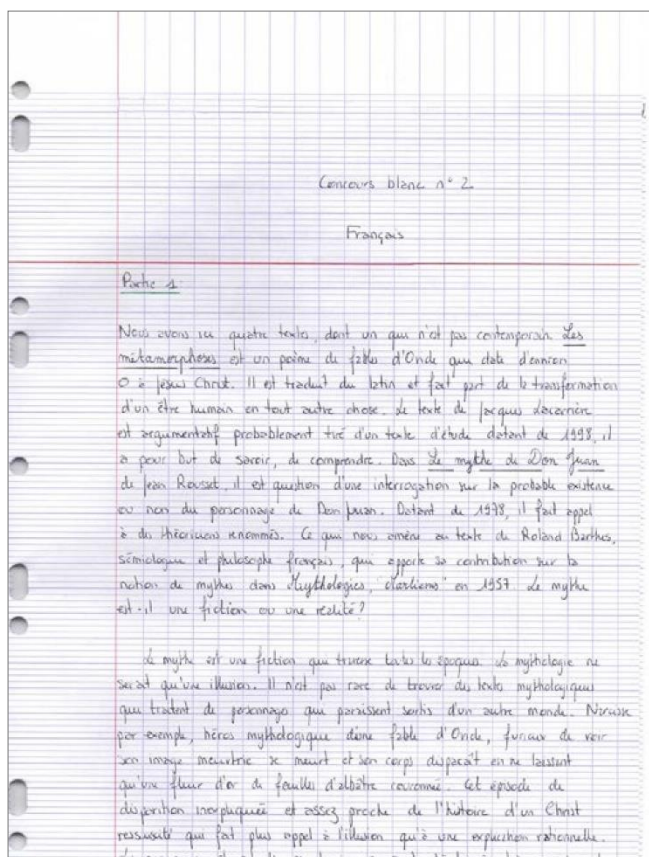 Concours blanc n° 2
Français
Partie 1
Nous avons ici quatre textes, dont un qui n'est pas contemporain. Les
métamorphoses est un poème de fables d'Ovide qui date d'environ
0 à Jésus Christ. Il est traduit du latin et fait part de la transformation
d'un être humain en tout autre chose. Le texte de Jacques Lacarrière
est argumentatif probablement tiré d'un texte d'étude datant de 1998, il
a pour but de savoir, de comprendre. Dans Le mythe de Don Juan
de Jean Rousset, il est question d'une interrogation sur la probable existence
ou non du personnage de Don Juan. Datant de 1978, il fait appel
à des théoriciens renommés. Ce qui nous amène au texte de Roland Barthes,
sémiologue et philosophe français, qui apporte sa contribution sur la
notion de mythes dans Mythologies, en 1957. Le mythe
est-il une fiction ou une réalité?
Le mythe est une fiction qui traverse toutes les époques. La mythologie ne
serait qu'une illusion. Il n'est pas rare de trouver des textes mythologiques
qui traitent de personnages qui paraissent sortis d'un autre monde. Narcisse
par exemple, héros mythologique d'une fable d'Ovide, furieux de voir
son image meurtrie se meurt et son corps disparaît en ne laissant
qu'une fleur d'or de feuilles d'albâtre couronné. Cet épisode de
disparition inexpliquée et assez proche de l'histoire d'un Christ
ressuscité qui fait plus appel à l'illusion qu'à une explication rationnelle.